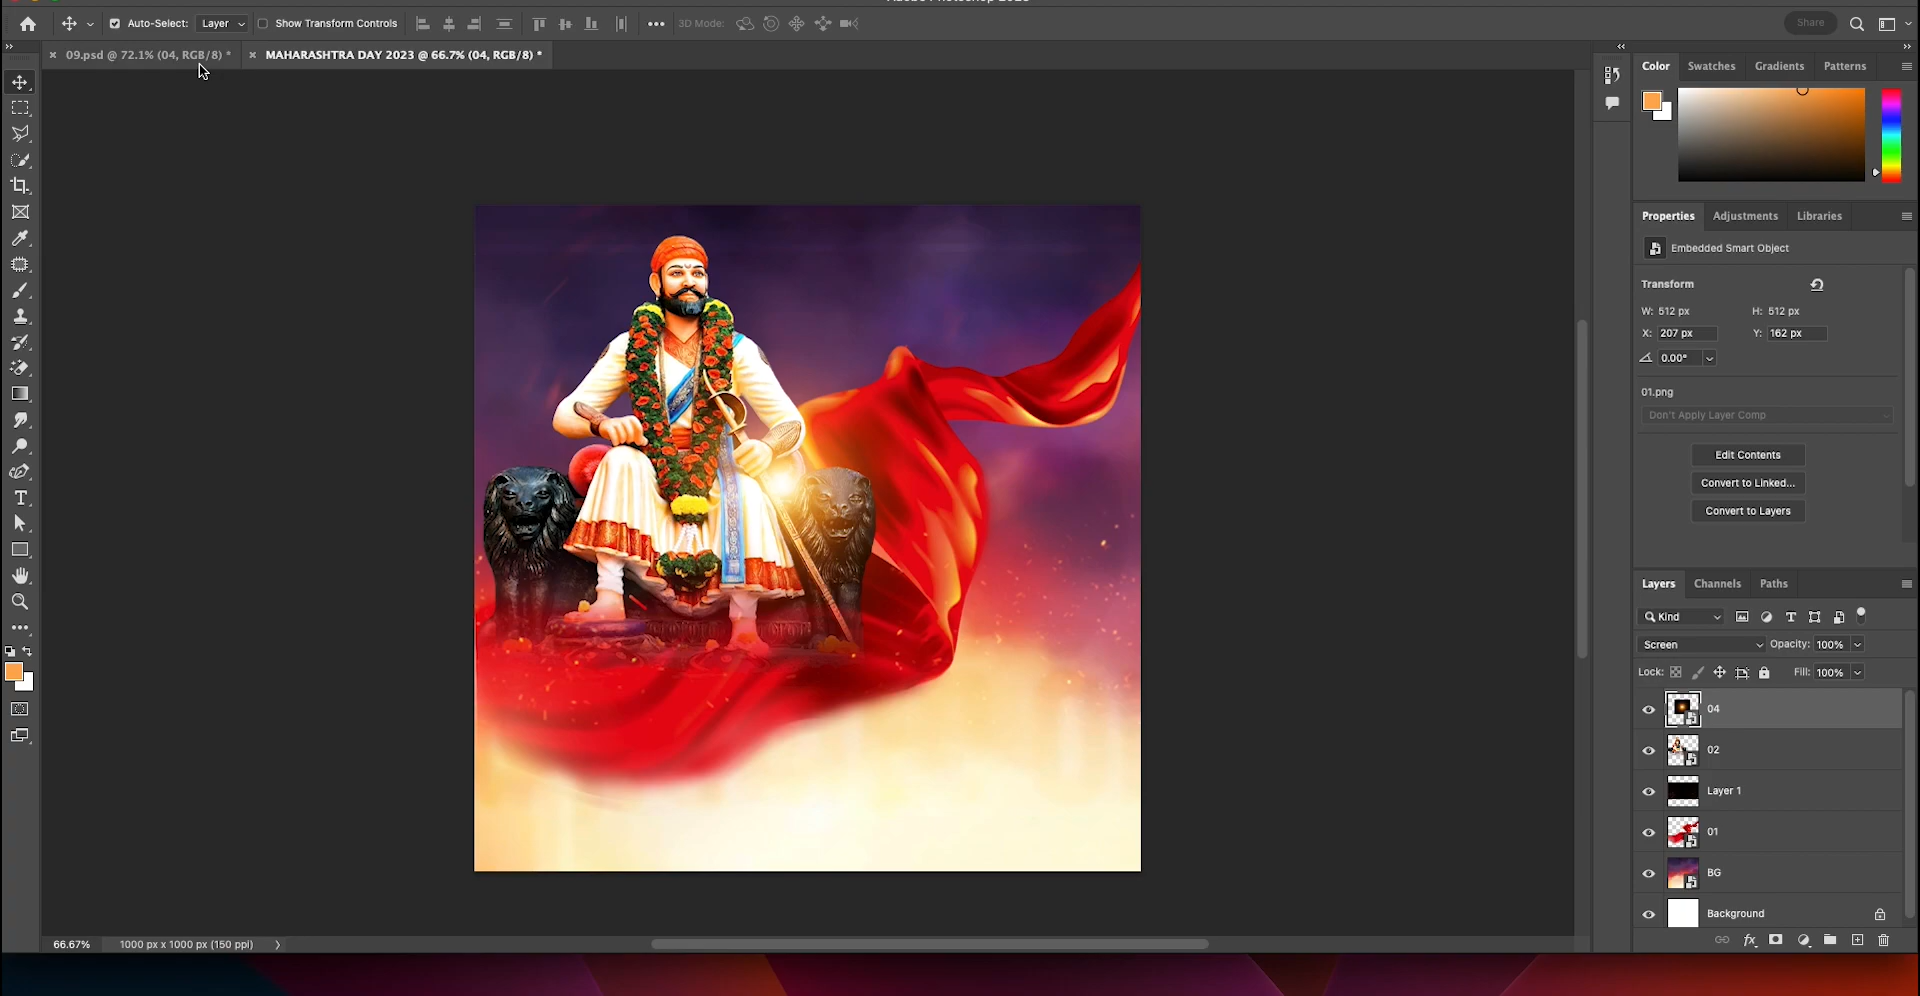 Auto-Select: Layer Show Transform Controls 3D Mode: Share
09.psd @ 72.1% (04, RGB/8) * MAHARASHTRA DAY 2023 @ 66.7% (04, RGB/8) *
Color Swatches Gradients Patterns
Properties Adjustments Libraries
Embedded Smart Object
Transform
W: 512 px H: 512 px
X: 207 px Y: 162 px
0.00°
01.png
Don't Apply Layer Comp
Edit Contents
Convert to Linked...
Convert to Layers
Layers Channels Paths
Kind
Screen Opacity: 100%
Lock: Fill: 100%
04
02
Layer 1
01
BG
Background
fx
66.67% 1000 px x 1000 px (150 ppi)